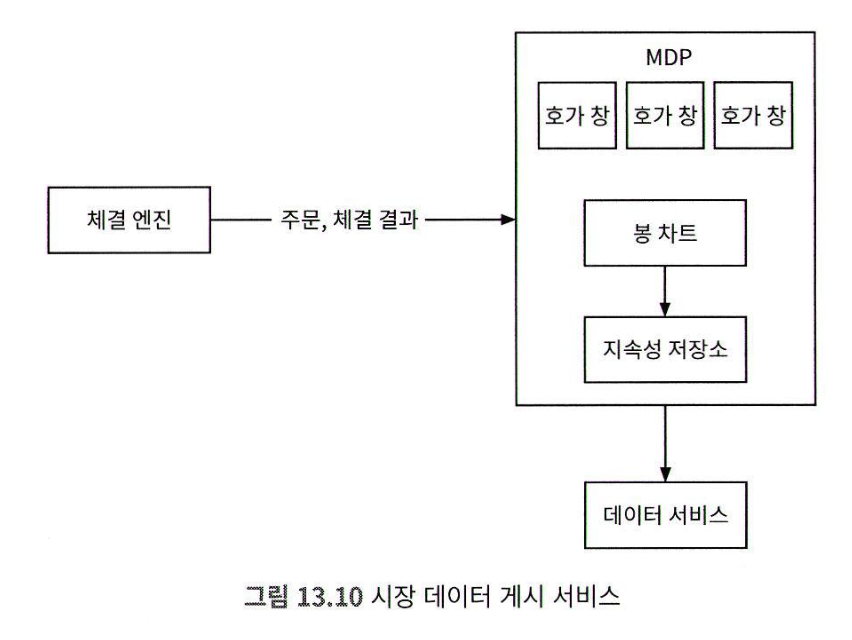 MDP
호가 창 호가 창 호가 창
체결 엔진
주문, 체결 결과
봉 차트
지속성 저장소
데이터 서비스
그림 13.10 시장 데이터 게시 서비스